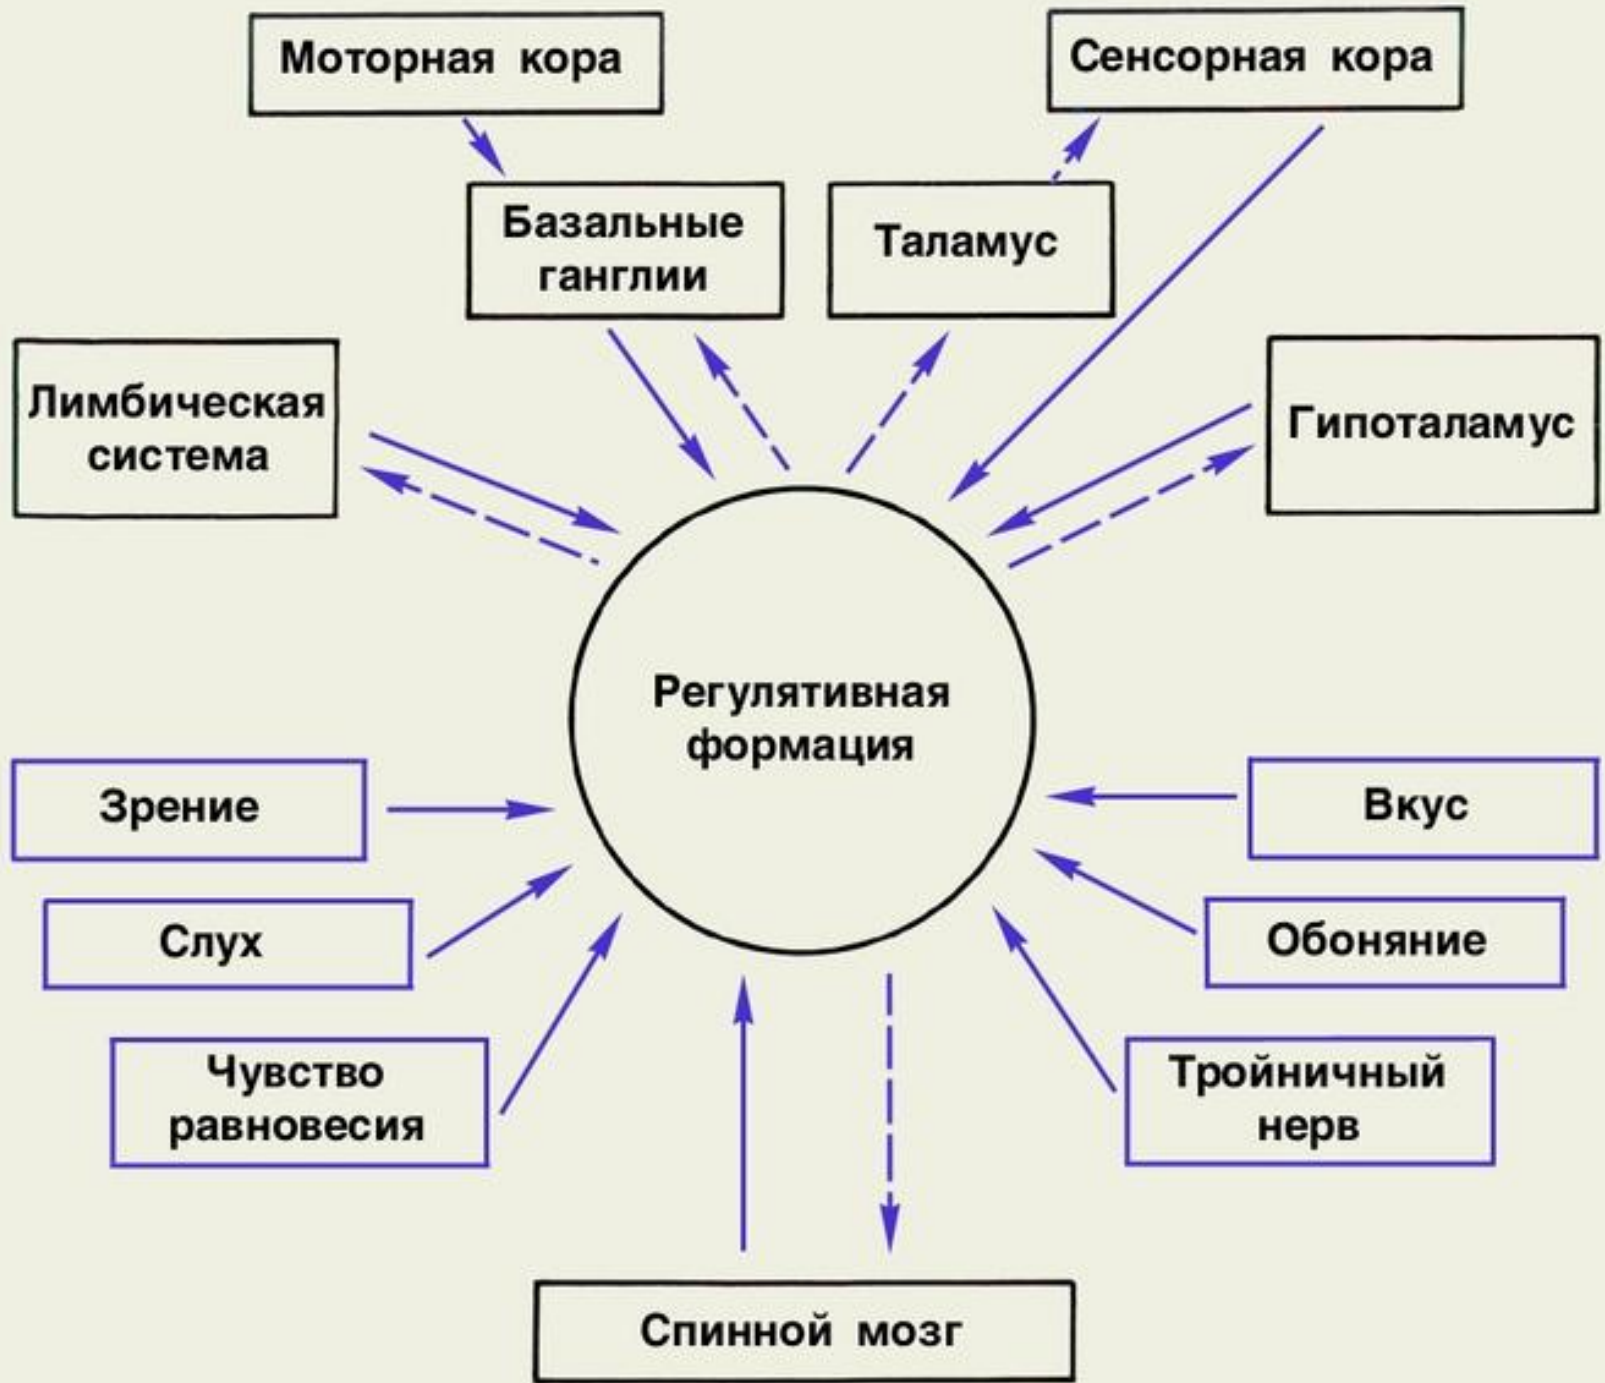 Моторная кора
Сенсорная кора
Базальные
ганглии
Таламус
Лимбическая
система
Гипоталамус
Регулятивная
формация
Зрение
Вкус
Слух
Обоняние
Чувство
равновесия
Тройничный
нерв
Спинной мозг